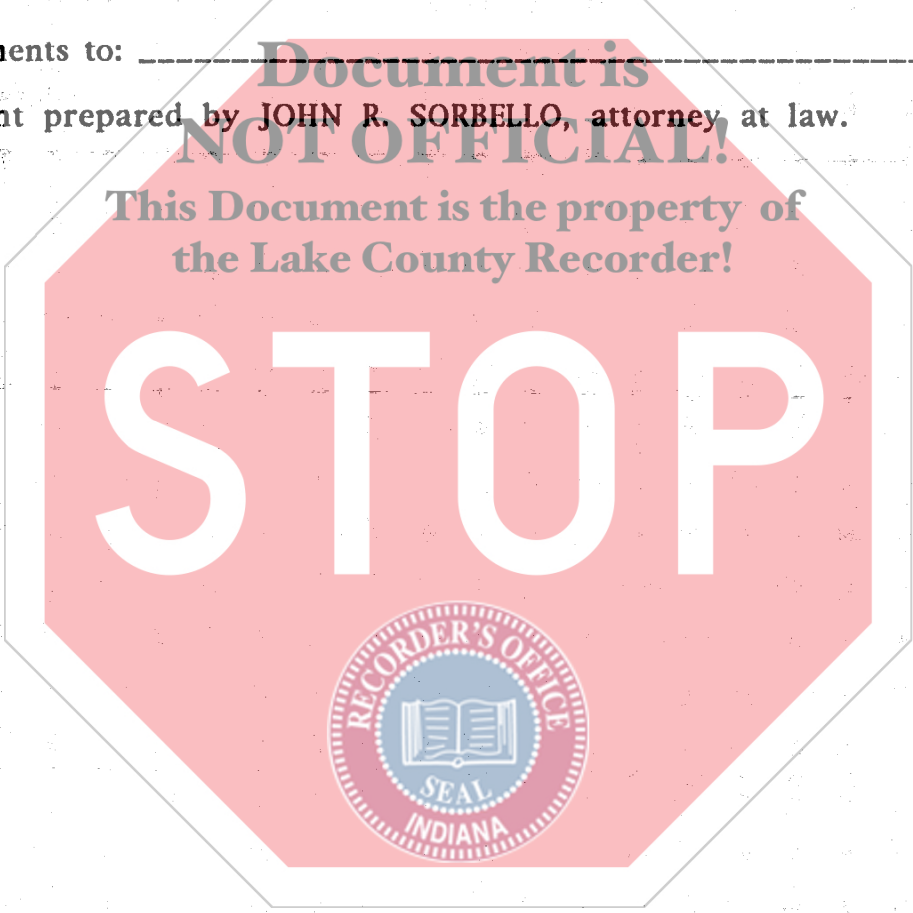 ents to:
Document is
nt prepared by JOHN R. SORBELLO, attorney at law.
NOT OFFICIAL!
This Document is the property of
the Lake County Recorder!
STOP
RECORDER'S OFFICE
SEAL
INDIANA